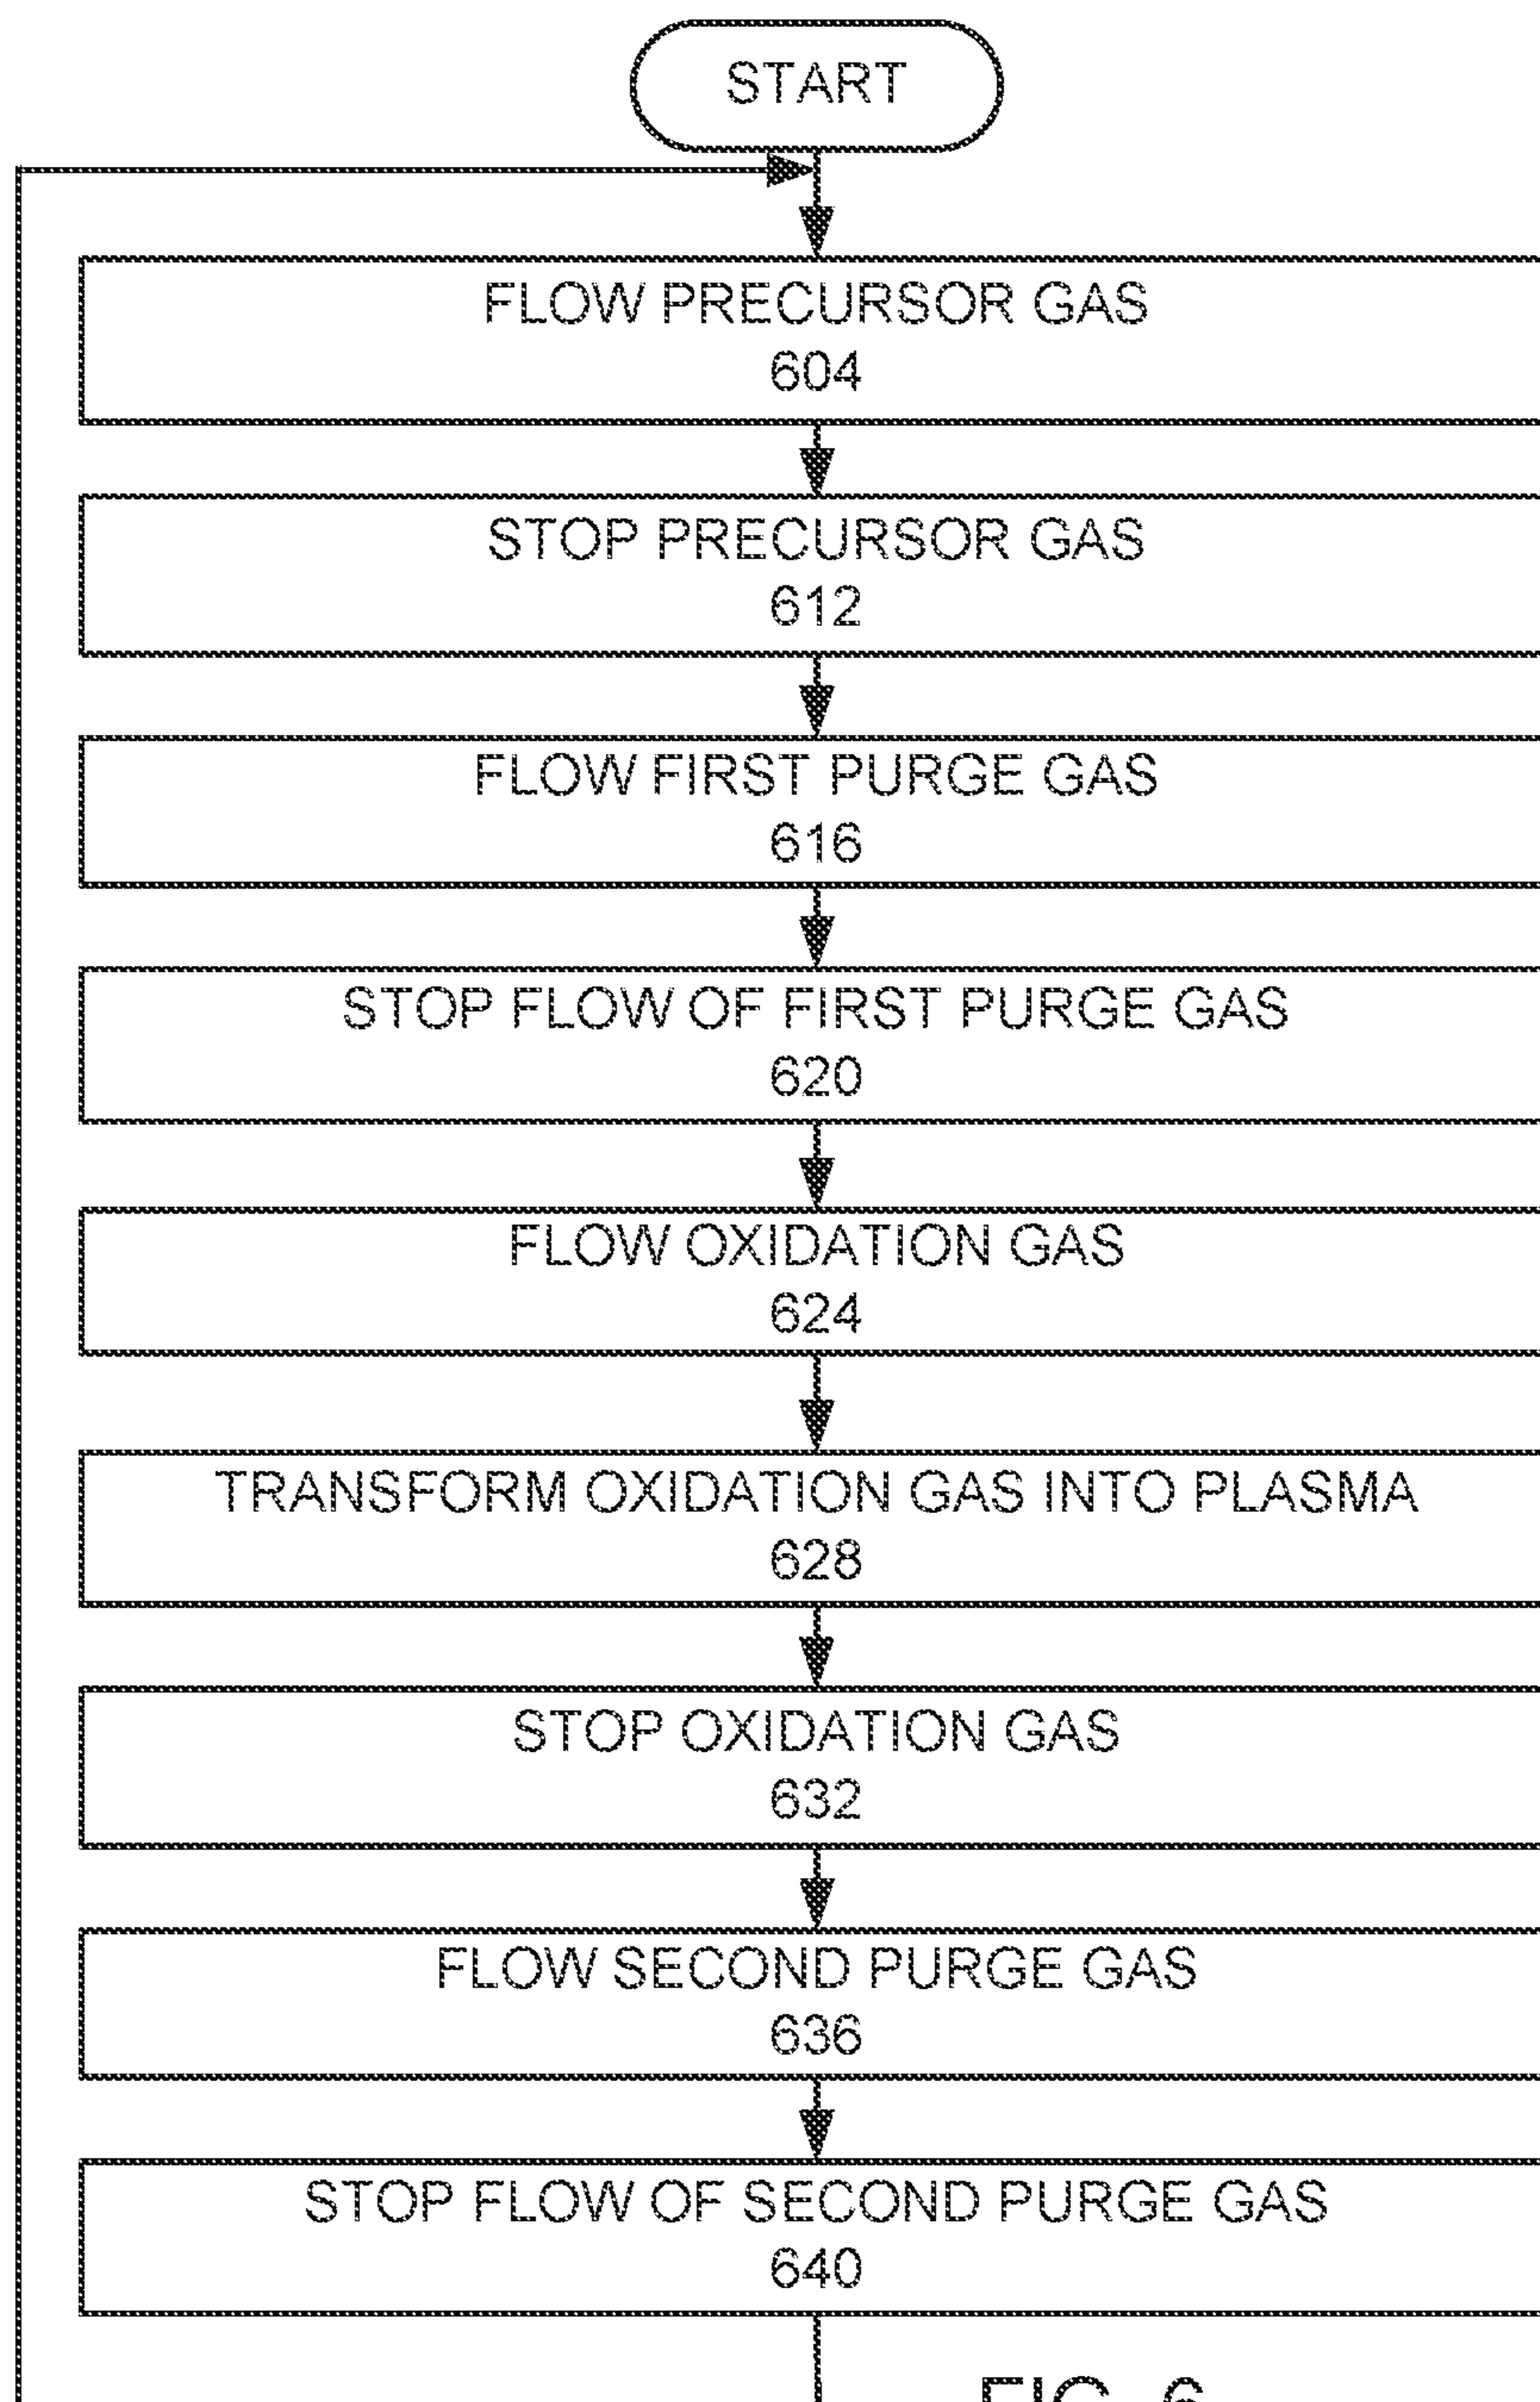 START
FLOW PRECURSOR GAS
604
STOP PRECURSOR GAS
612
FLOW FIRST PURGE GAS
616
STOP FLOW OF FIRST PURGE GAS
620
FLOW OXIDATION GAS
624
TRANSFORM OXIDATION GAS INTO PLASMA
628
STOP OXIDATION GAS
632
FLOW SECOND PURGE GAS
636
STOP FLOW OF SECOND PURGE GAS
640
FIG. 6